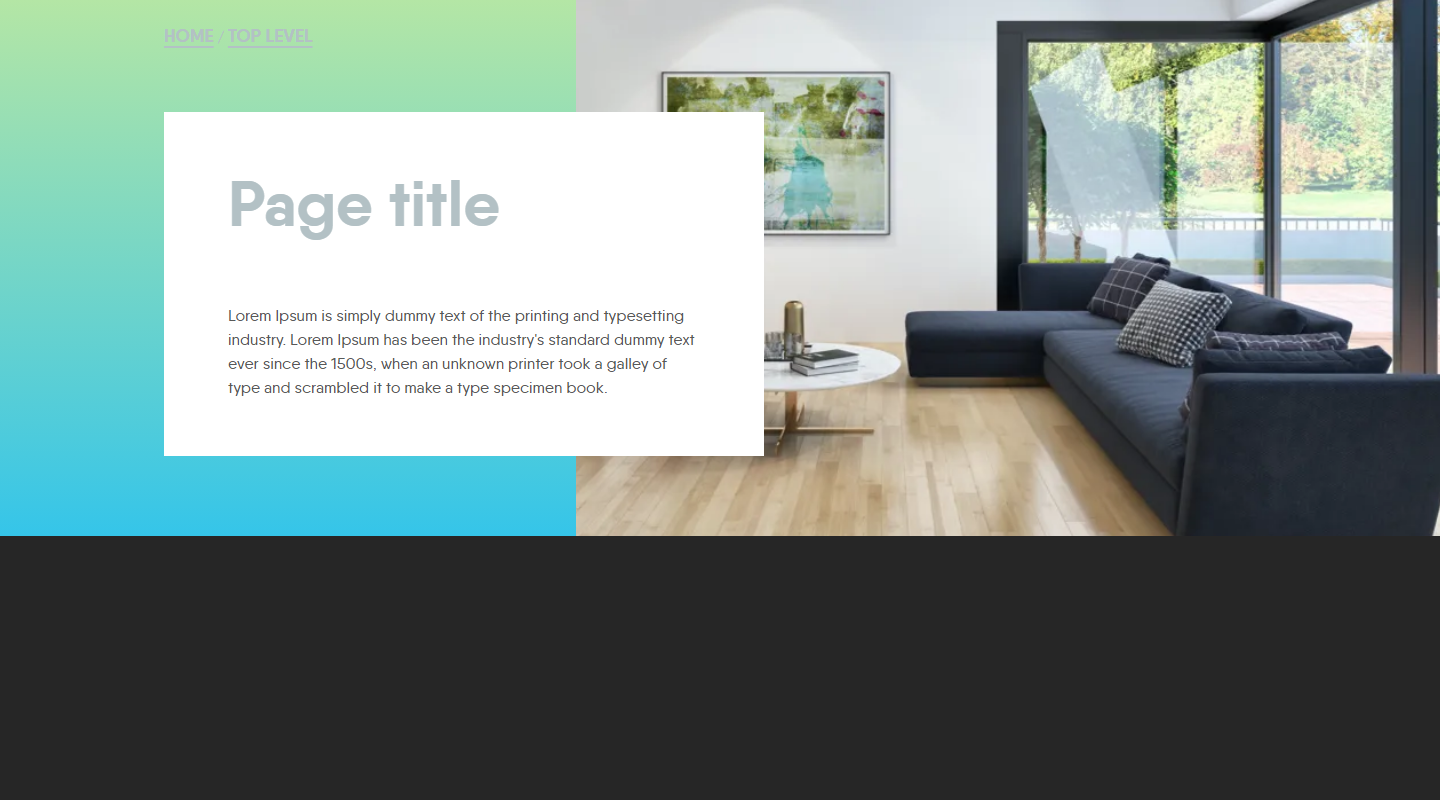 HOME / TOP LEVEL
Page title
Lorem Ipsum is simply dummy text of the printing and typesetting
industry. Lorem Ipsum has been the industry's standard dummy text
ever since the 1500s, when an unknown printer took a galley of
type and scrambled it to make a type specimen book.